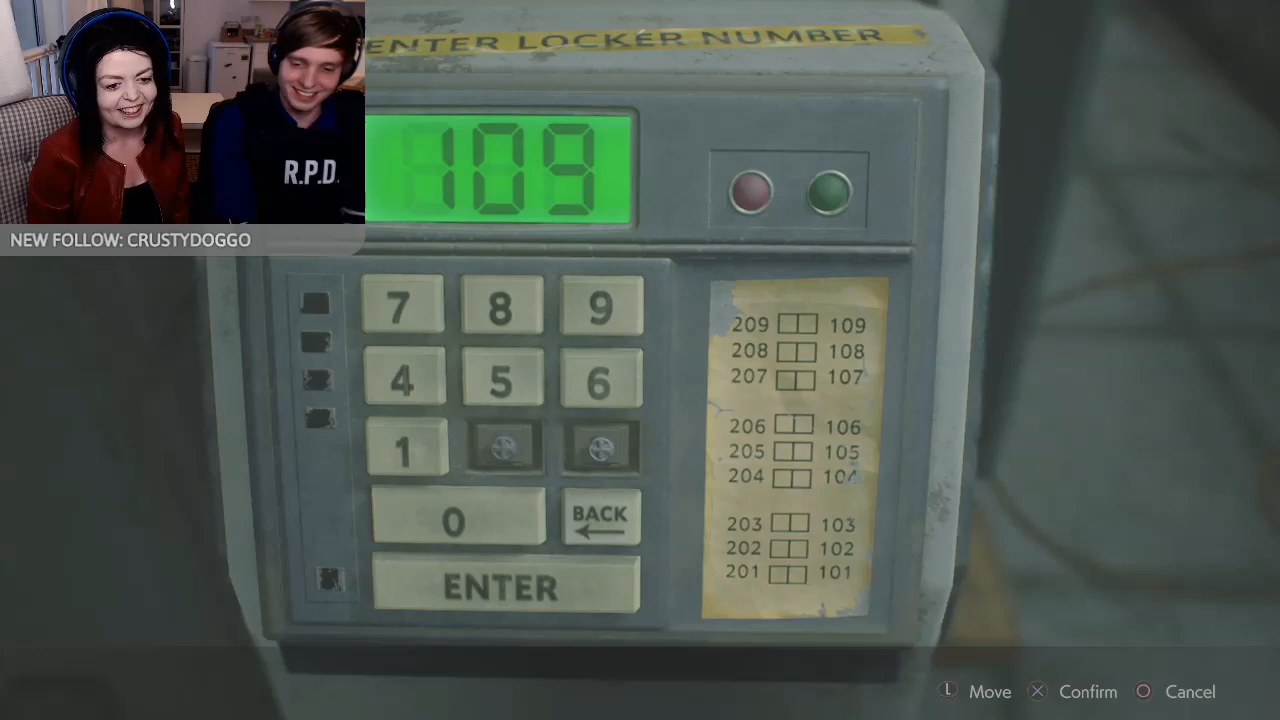 ENTER LOCKER NUMBER
109
R.P.D.
NEW FOLLOW: CRUSTYDOGGO
7 8 9
4 5 6
1
0 BACK
ENTER
209 109
208 108
207 107
206 106
205 105
204 104
203 103
202 102
201 101
L Move X Confirm O Cancel